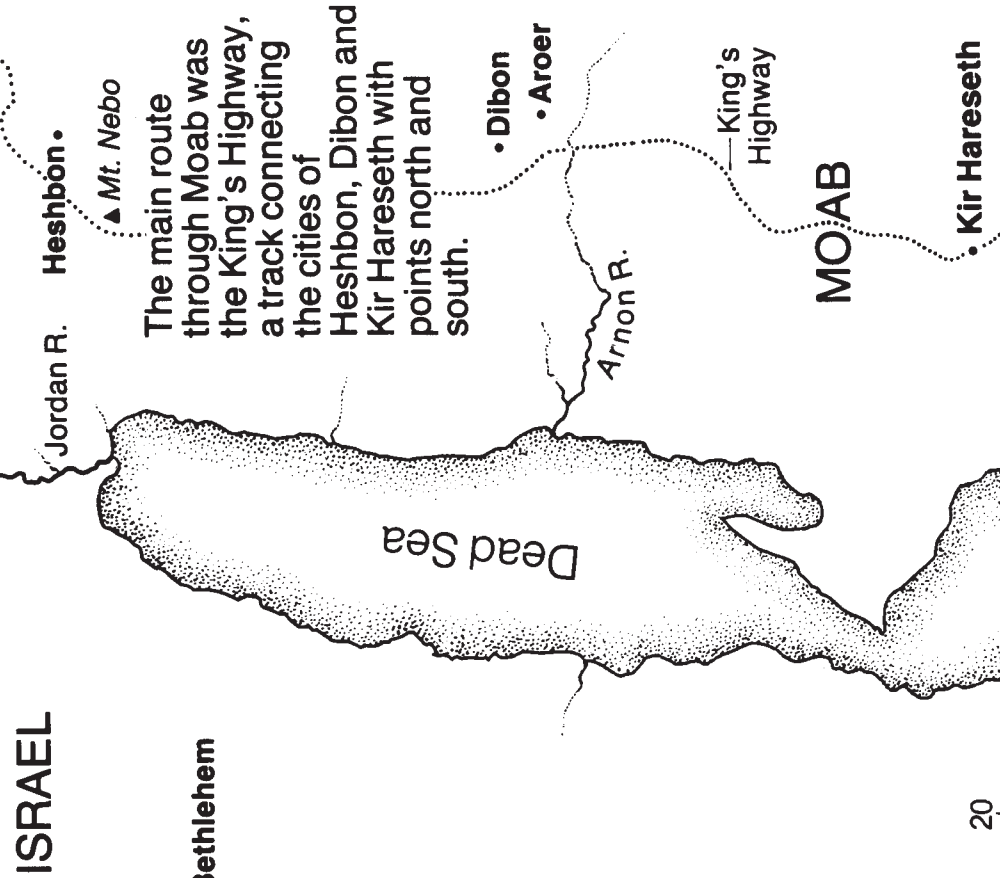 ISRAEL
Jordan R.
Heshbon
Mt. Nebo
The main route
through Moab was
the King's Highway,
a track connecting
the cities of
Heshbon, Dibon and
Kir Hareseth with
points north and
south.
Bethlehem
Dead Sea
Dibon
Aroer
Arnon R.
King's
Highway
MOAB
Kir Hareseth
20